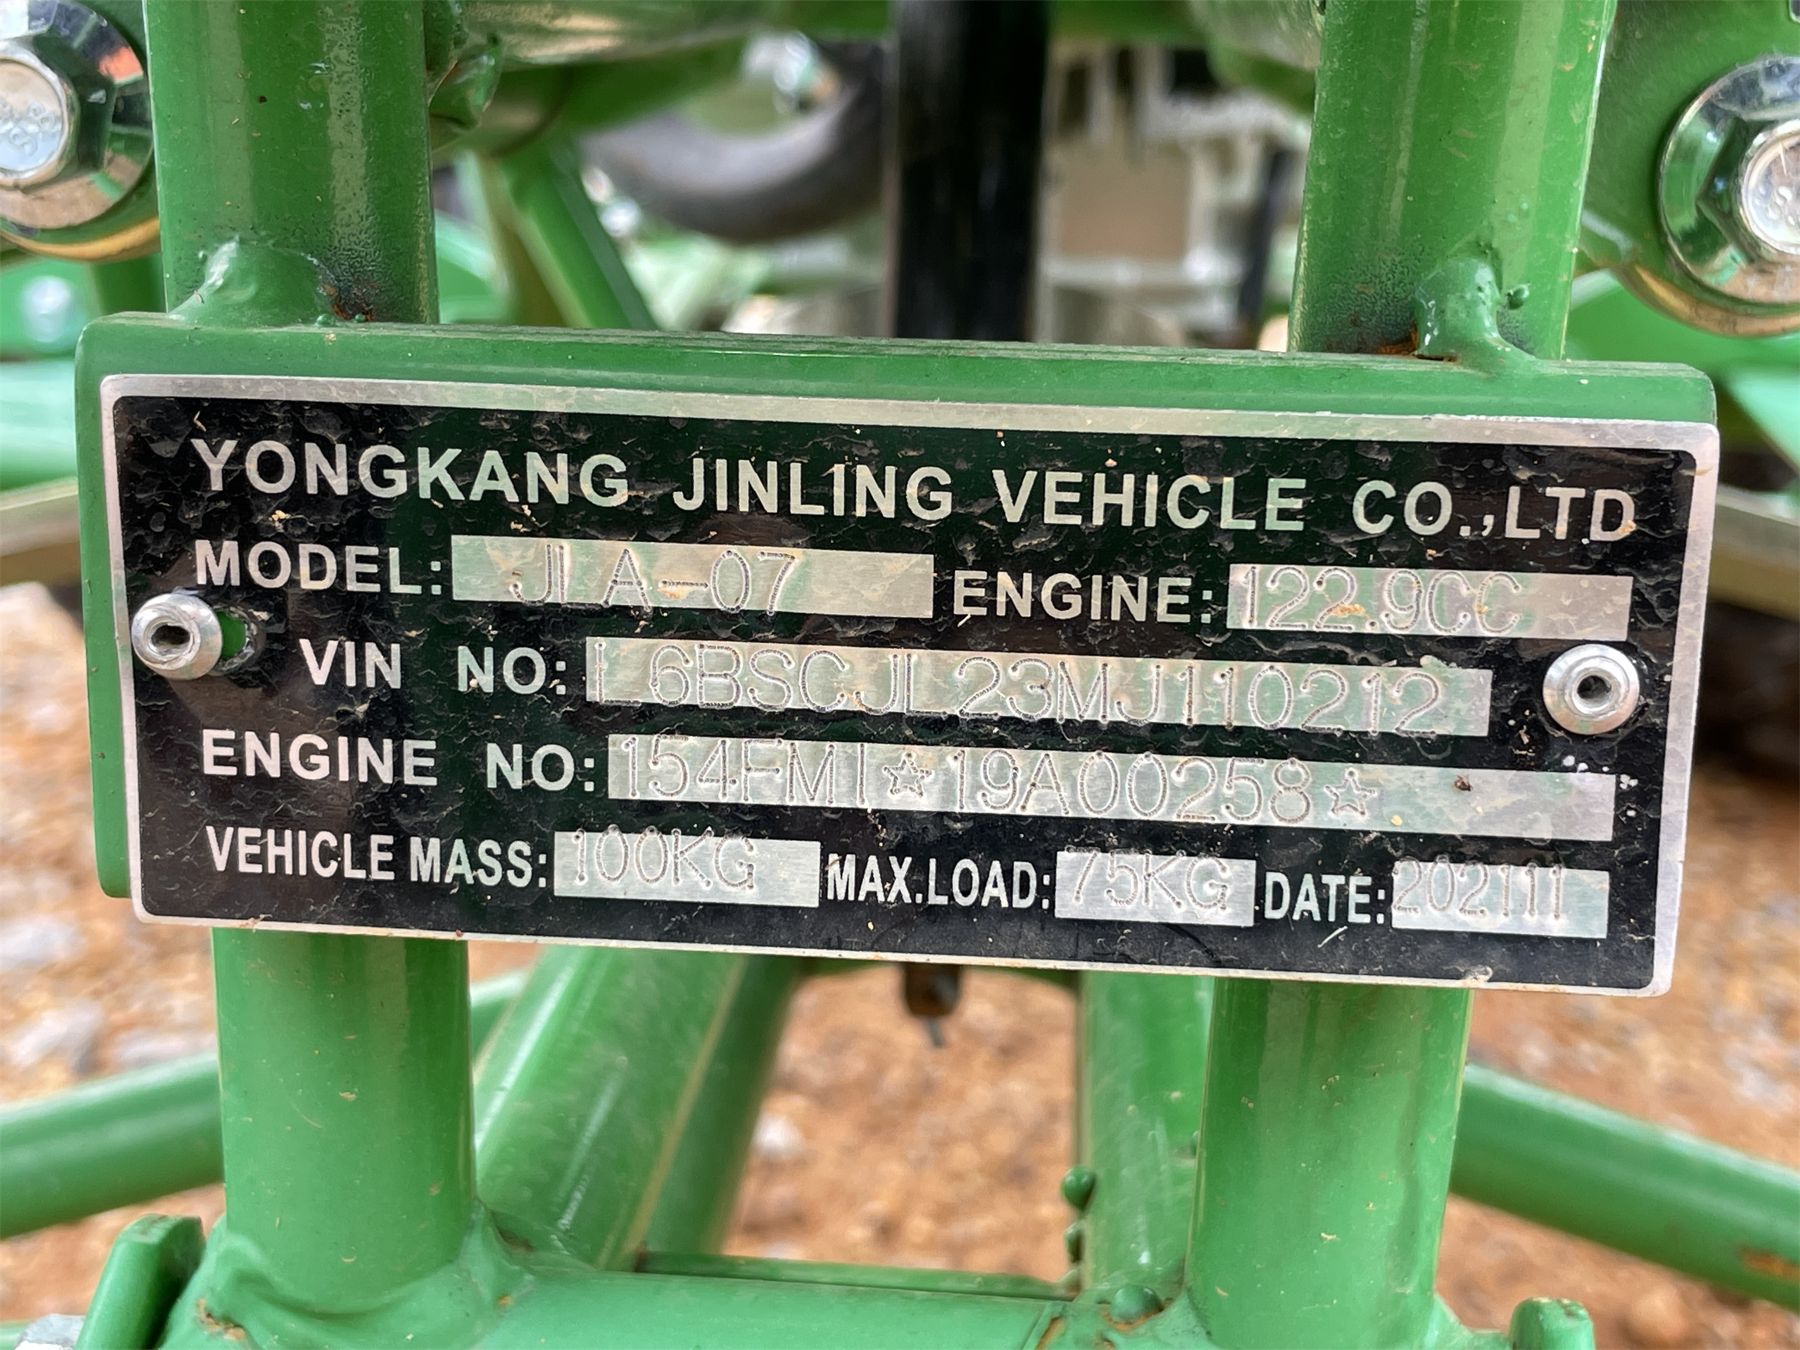 YONGKANG JINLING VEHICLE CO.,LTD
MODEL: JLA-07 ENGINE: 122.9CC
VIN NO: L6BSCJL23MJ110212
ENGINE NO: 154FMI☆19A00258☆
VEHICLE MASS: 100KG MAX.LOAD: 75KG DATE: 202111